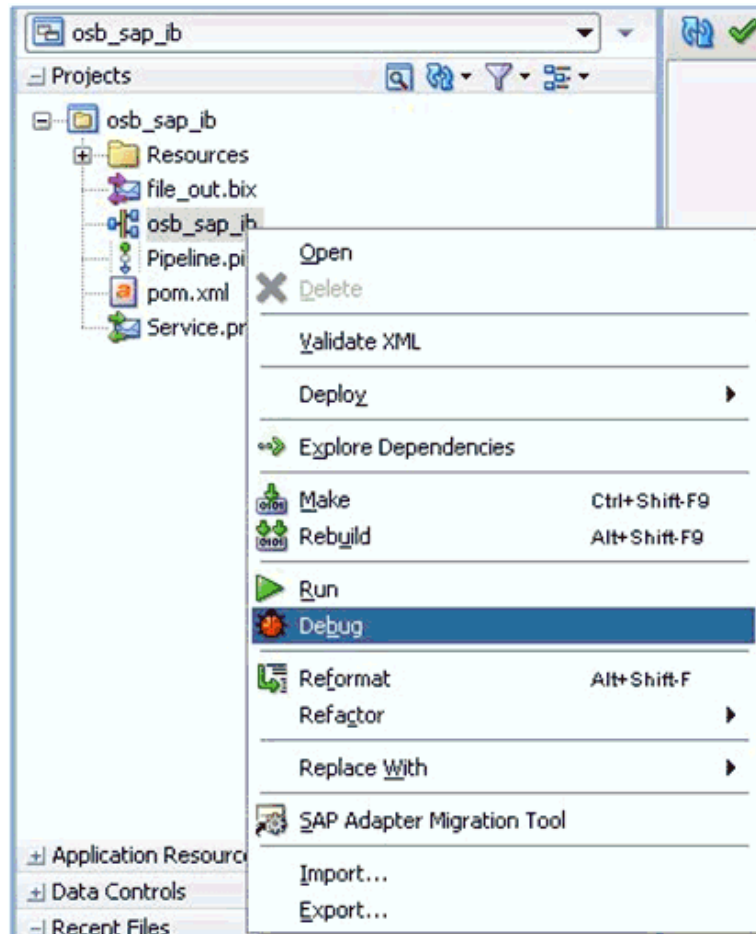 osb_sap_ib
Projects
osb_sap_ib
Resources
file_out.bix
osb_sap_ib
Pipeline.pi
pom.xml
Service.pr
Open
Delete
Validate XML
Deploy
Explore Dependencies
Make Ctrl+Shift-F9
Rebuild Alt+Shift-F9
Run
Debug
Reformat Alt+Shift-F
Refactor
Replace With
SAP Adapter Migration Tool
Import...
Export...
Application Resourc
Data Controls
Recent Files